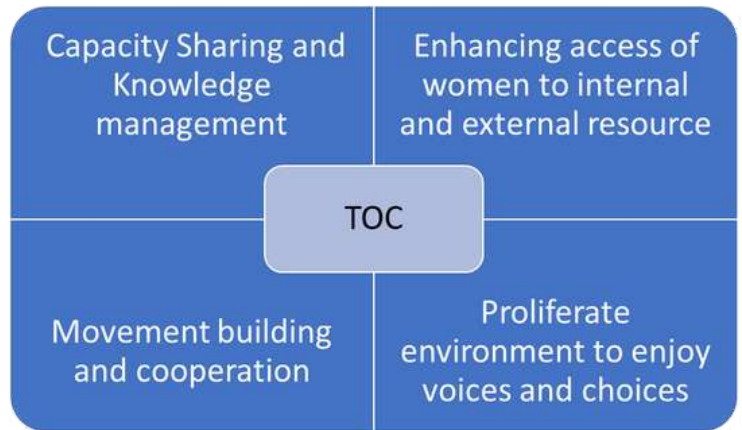 Capacity Sharing and
Knowledge
management
Enhancing access of
women to internal
and external resource
TOC
Movement building
and cooperation
Proliferate
environment to enjoy
voices and choices